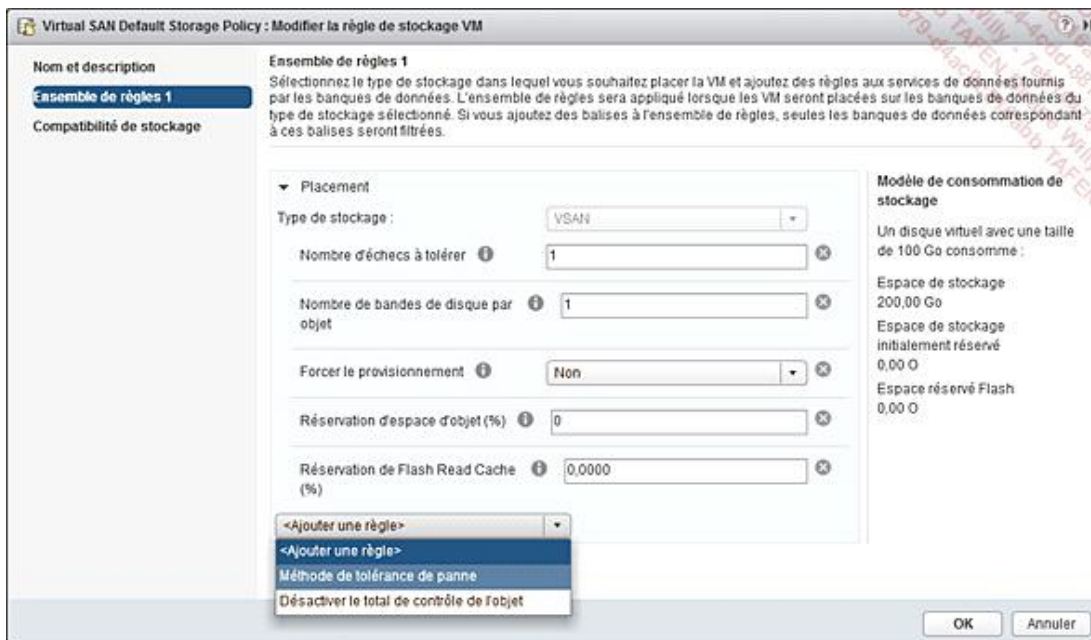 Virtual SAN Default Storage Policy : Modifier la règle de stockage VM
Nom et description
Ensemble de règles 1
Compatibilité de stockage
Ensemble de règles 1
Sélectionnez le type de stockage dans lequel vous souhaitez placer la VM et ajoutez des règles aux services de données fournis
par les banques de données. L'ensemble de règles sera appliqué lorsque les VM seront placées sur les banques de données du
type de stockage sélectionné. Si vous ajoutez des balises à l'ensemble de règles, seules les banques de données correspondant
à ces balises seront filtrées.
Placement
Type de stockage :
VSAN
Nombre d'échecs à tolérer
1
Nombre de bandes de disque par
objet
1
Forcer le provisionnement
Non
Réservation d'espace d'objet (%)
0
Réservation de Flash Read Cache
(%)
0,0000
<Ajouter une règle>
<Ajouter une règle>
Méthode de tolérance de panne
Désactiver le total de contrôle de l'objet
Modèle de consommation de
stockage
Un disque virtuel avec une taille
de 100 Go consomme :
Espace de stockage
200,00 Go
Espace de stockage
initialement réservé
0,00 O
Espace réservé Flash
0,00 O
OK
Annuler